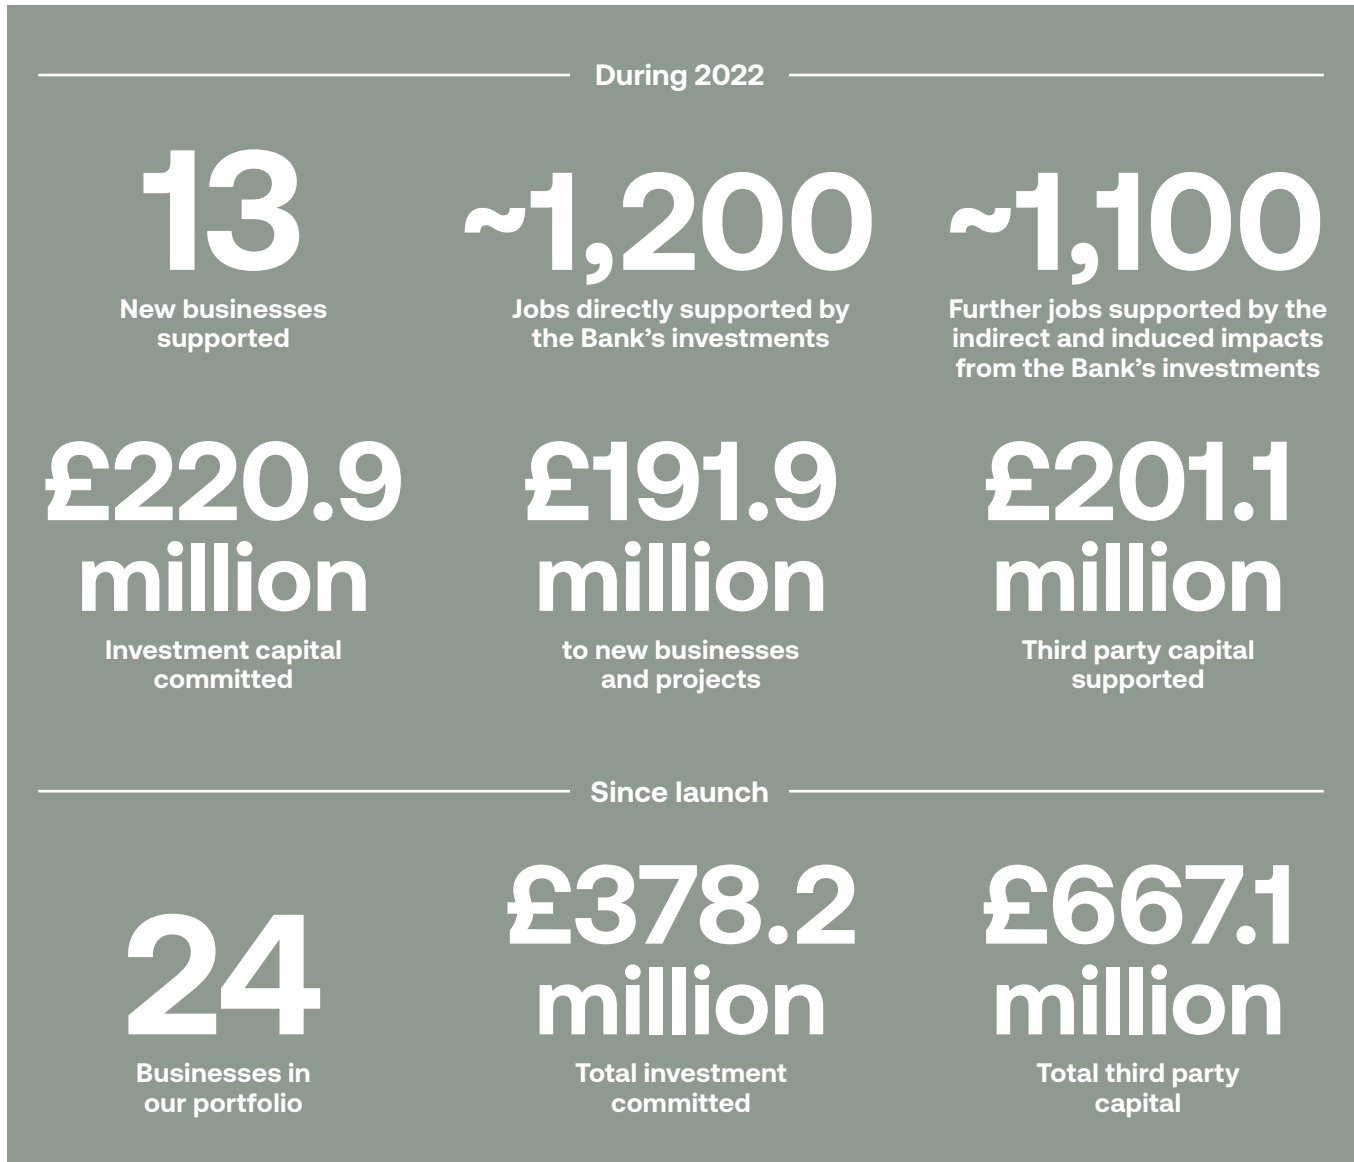 During 2022
13
New businesses
supported
~1,200
Jobs directly supported by
the Bank’s investments
~1,100
Further jobs supported by the
indirect and induced impacts
from the Bank’s investments
£220.9
million
Investment capital
committed
£191.9
million
to new businesses
and projects
£201.1
million
Third party capital
supported
Since launch
24
Businesses in
our portfolio
£378.2
million
Total investment
committed
£667.1
million
Total third party
capital